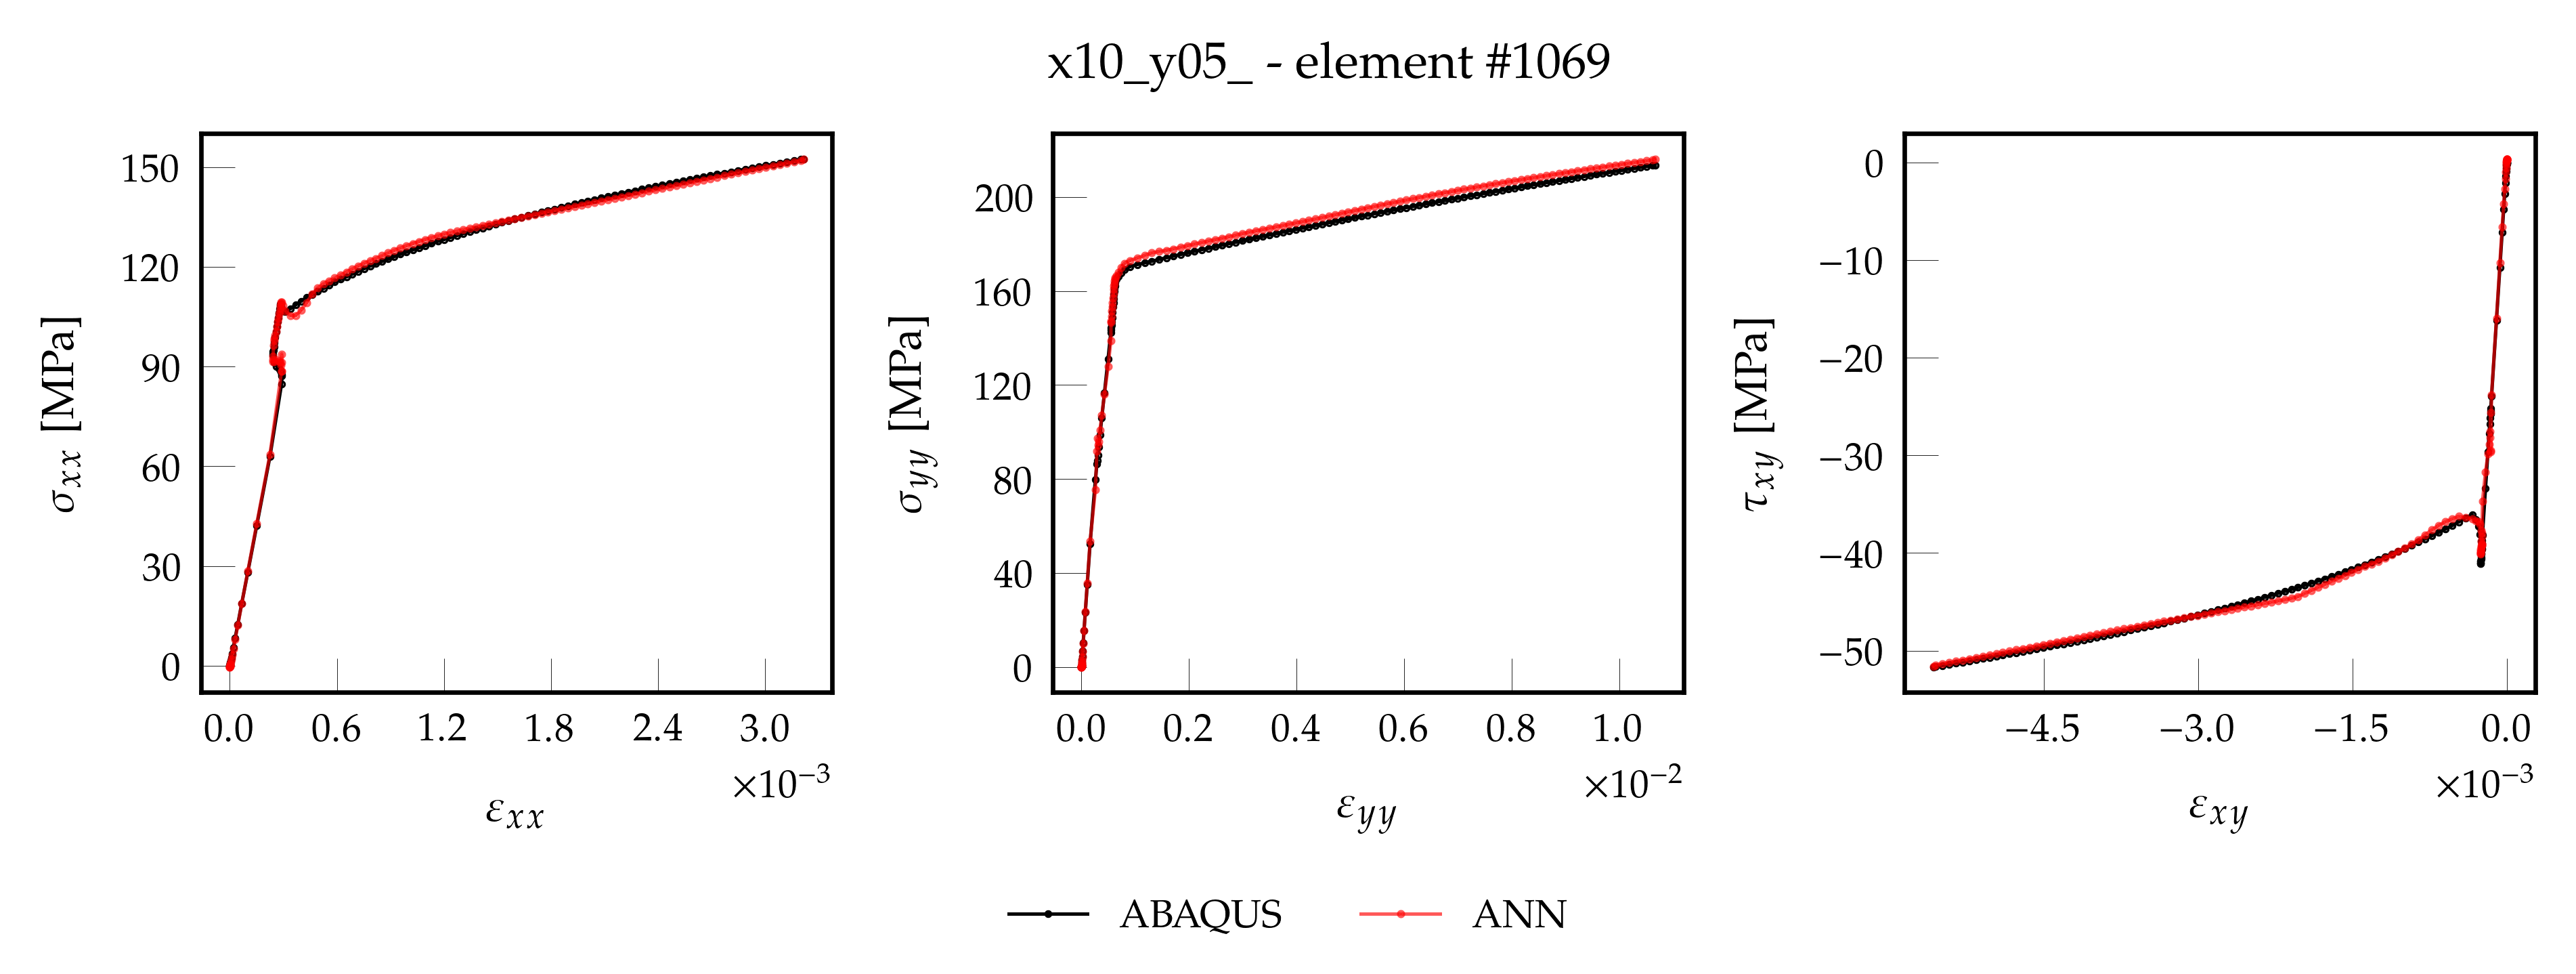 x10_y05_ - element #1069
σxx [MPa]
150
120
90
60
30
0
0.0 0.6 1.2 1.8 2.4 3.0
×10−3
εxx
σyy [MPa]
200
160
120
80
40
0
0.0 0.2 0.4 0.6 0.8 1.0
×10−2
εyy
τxy [MPa]
0
−10
−20
−30
−40
−50
−4.5 −3.0 −1.5 0.0
×10−3
εxy
ABAQUS ANN